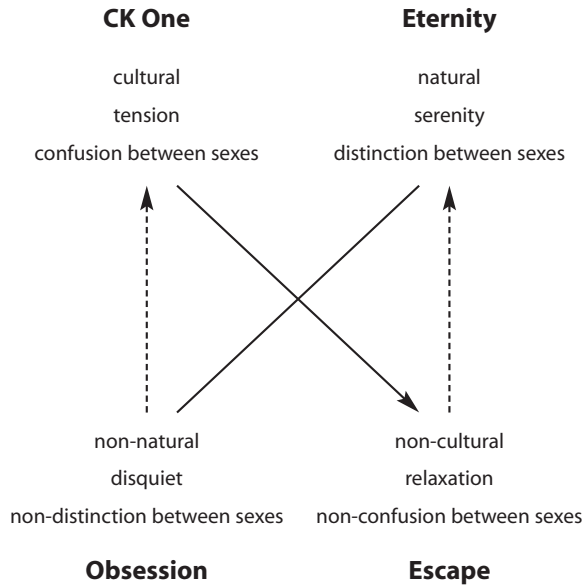 CK One
Eternity
cultural
natural
tension
serenity
confusion between sexes
distinction between sexes
non-natural
non-cultural
disquiet
relaxation
non-distinction between sexes
non-confusion between sexes
Obsession
Escape